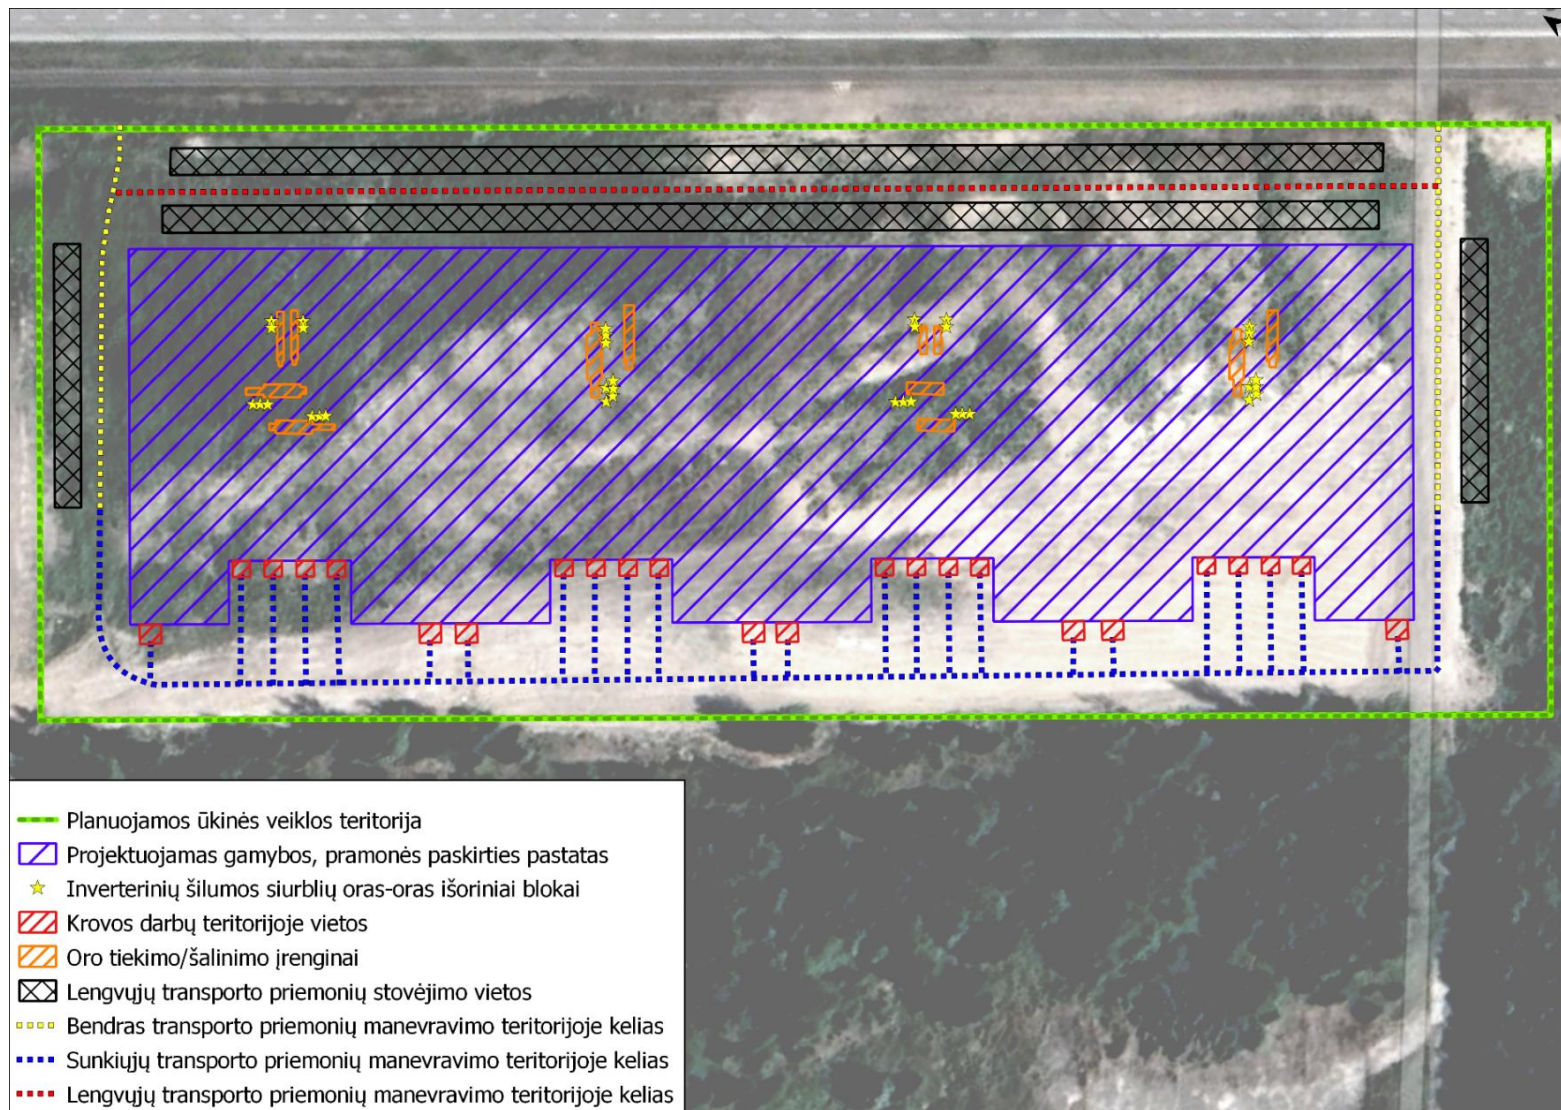 Planuojamos ūkinės veiklos teritorija
Projektuojamas gamybos, pramonės paskirties pastatas
Inverterinių šilumos siurblių oras-oras išoriniai blokai
Krovos darbų teritorijoje vietos
Oro tiekimo/šalinimo įrenginai
Lengvųjų transporto priemonių stovėjimo vietos
Bendras transporto priemonių manevravimo teritorijoje kelias
Sunkiųjų transporto priemonių manevravimo teritorijoje kelias
Lengvųjų transporto priemonių manevravimo teritorijoje kelias